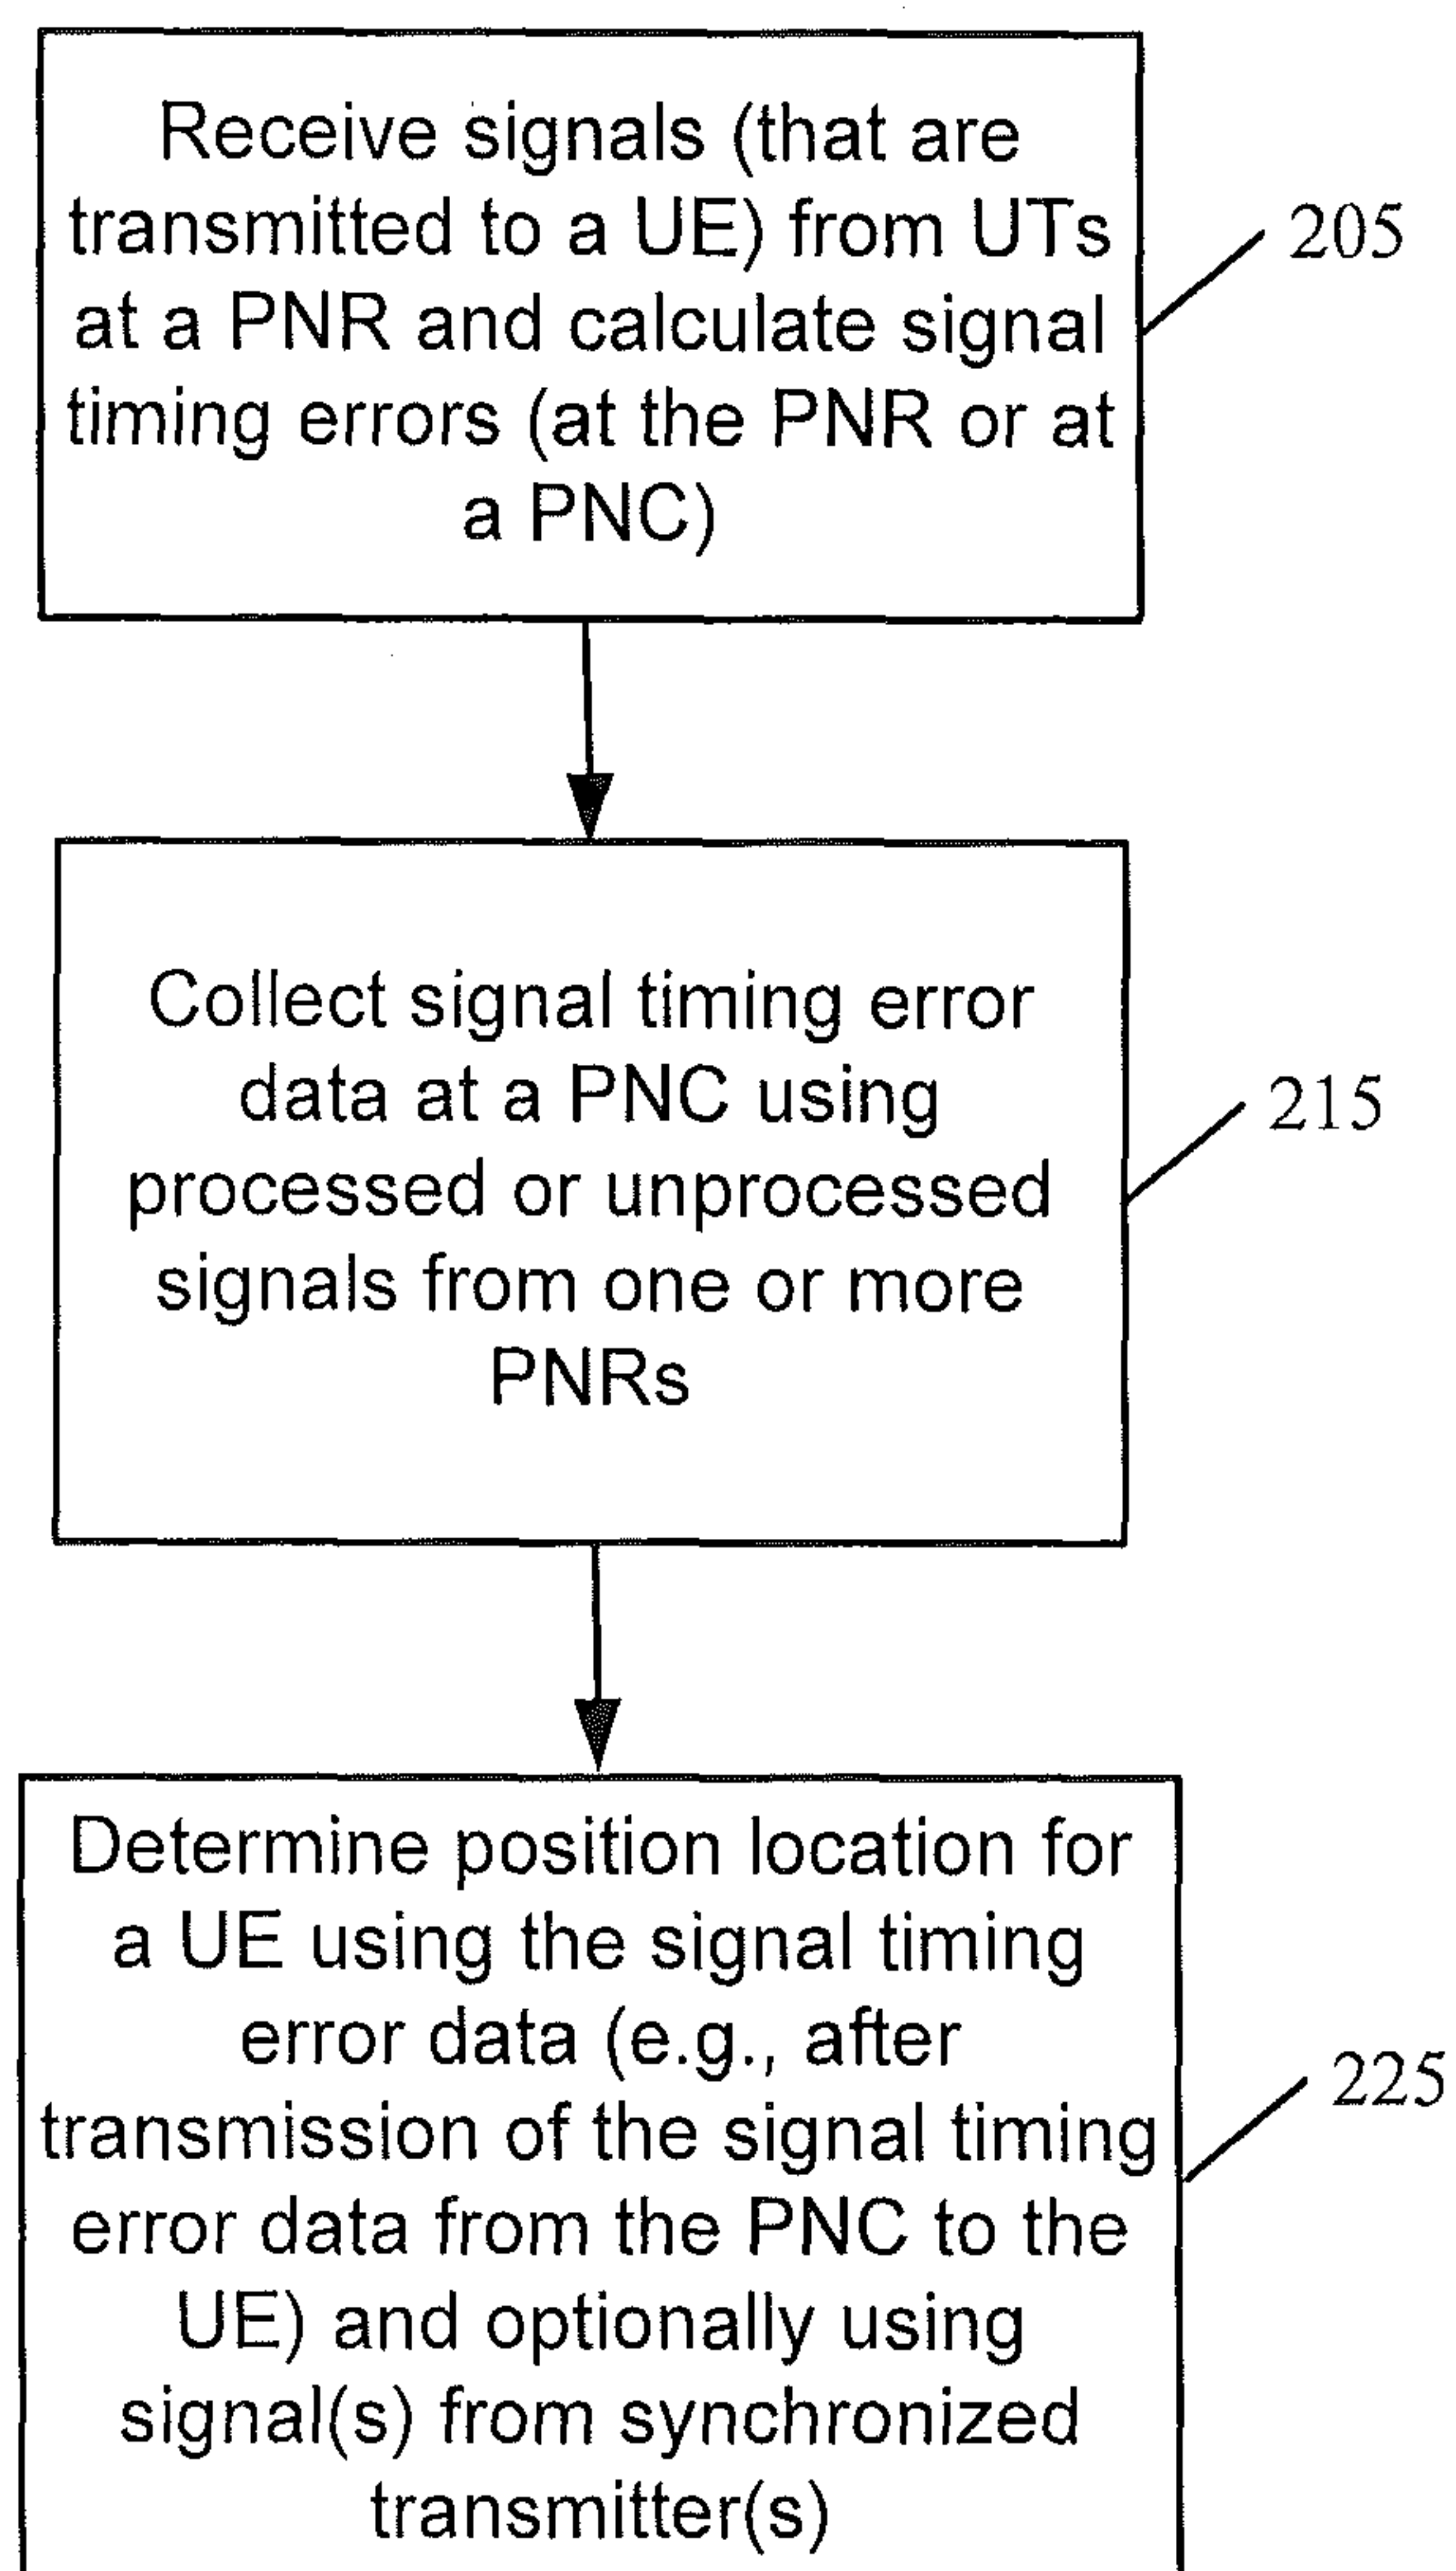 Receive signals (that are
transmitted to a UE) from UTs
at a PNR and calculate signal
timing errors (at the PNR or at
a PNC)
205
Collect signal timing error
data at a PNC using
processed or unprocessed
signals from one or more
PNRs
215
Determine position location for
a UE using the signal timing
error data (e.g., after
transmission of the signal timing
error data from the PNC to the
UE) and optionally using
signal(s) from synchronized
transmitter(s)
225